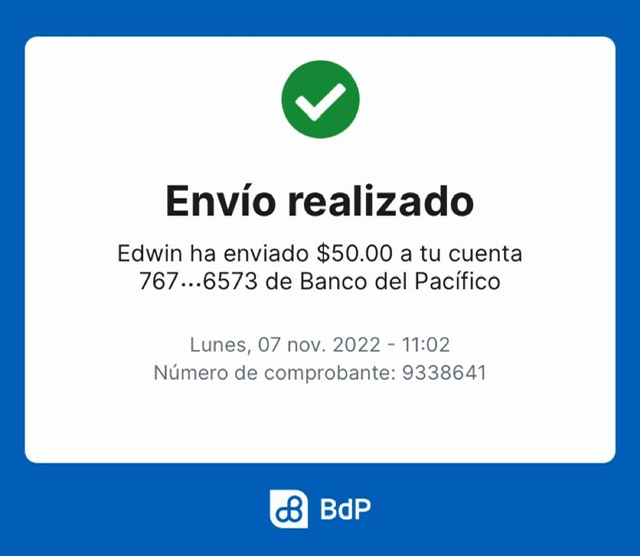 Envío realizado
Edwin ha enviado $50.00 a tu cuenta
767···6573 de Banco del Pacífico
Lunes, 07 nov. 2022 - 11:02
Número de comprobante: 9338641
BdP